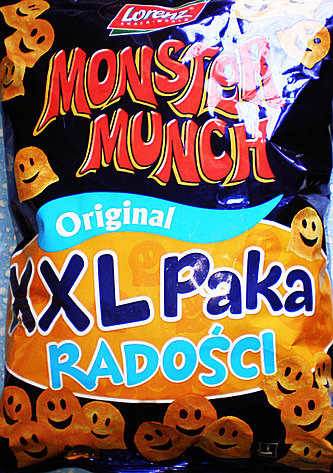 Lorenz
MONSTER
MUNCH
Original
XXL Paka
RADOŚCI